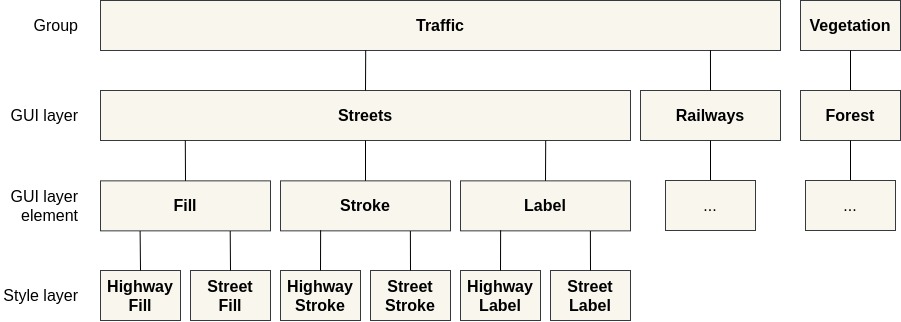 Group
Traffic
Vegetation
GUI layer
Streets
Railways
Forest
GUI layer
element
Fill
Stroke
Label
...
...
Style layer
Highway
Fill
Street
Fill
Highway
Stroke
Street
Stroke
Highway
Label
Street
Label